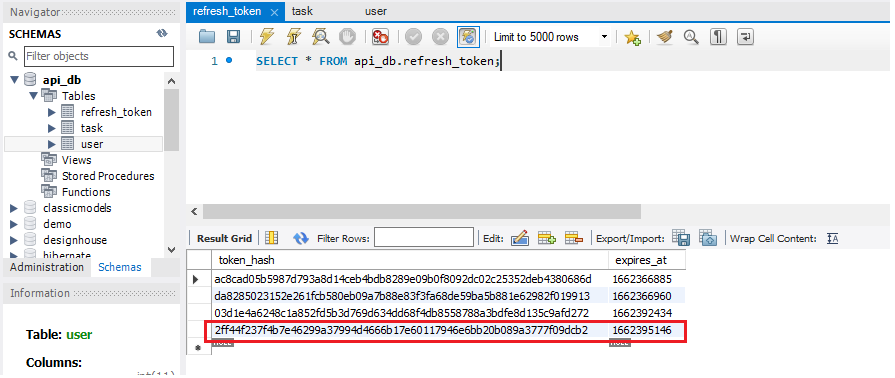 Navigator
SCHEMAS
Filter objects
api_db
Tables
refresh_token
task
user
Views
Stored Procedures
Functions
classicmodels
demo
designhouse
hibernate
Administration Schemas
Information
Table: user
Columns:
int(11)
refresh_token × task user
Limit to 5000 rows
1 SELECT * FROM api_db.refresh_token;
Result Grid Filter Rows: Edit: Export/Import: Wrap Cell Content:
token_hash expires_at
ac8cad05b5987d793a8d14ceb4bdb8289e09b0f8092dc02c25352deb4380686d 1662366885
da8285023152e261fcb580eb09a7b88e83f3fa68de59ba5b881e62982f019913 1662366960
03d1e4a6248c1a852fd5b3d769d634dd68f4db8558788a3bdfe8d135c9afd272 1662392434
2ff44f237f4b7e46299a37994d4666b17e60117946e6bb20b089a3777f09dcb2 1662395146
NULL NULL